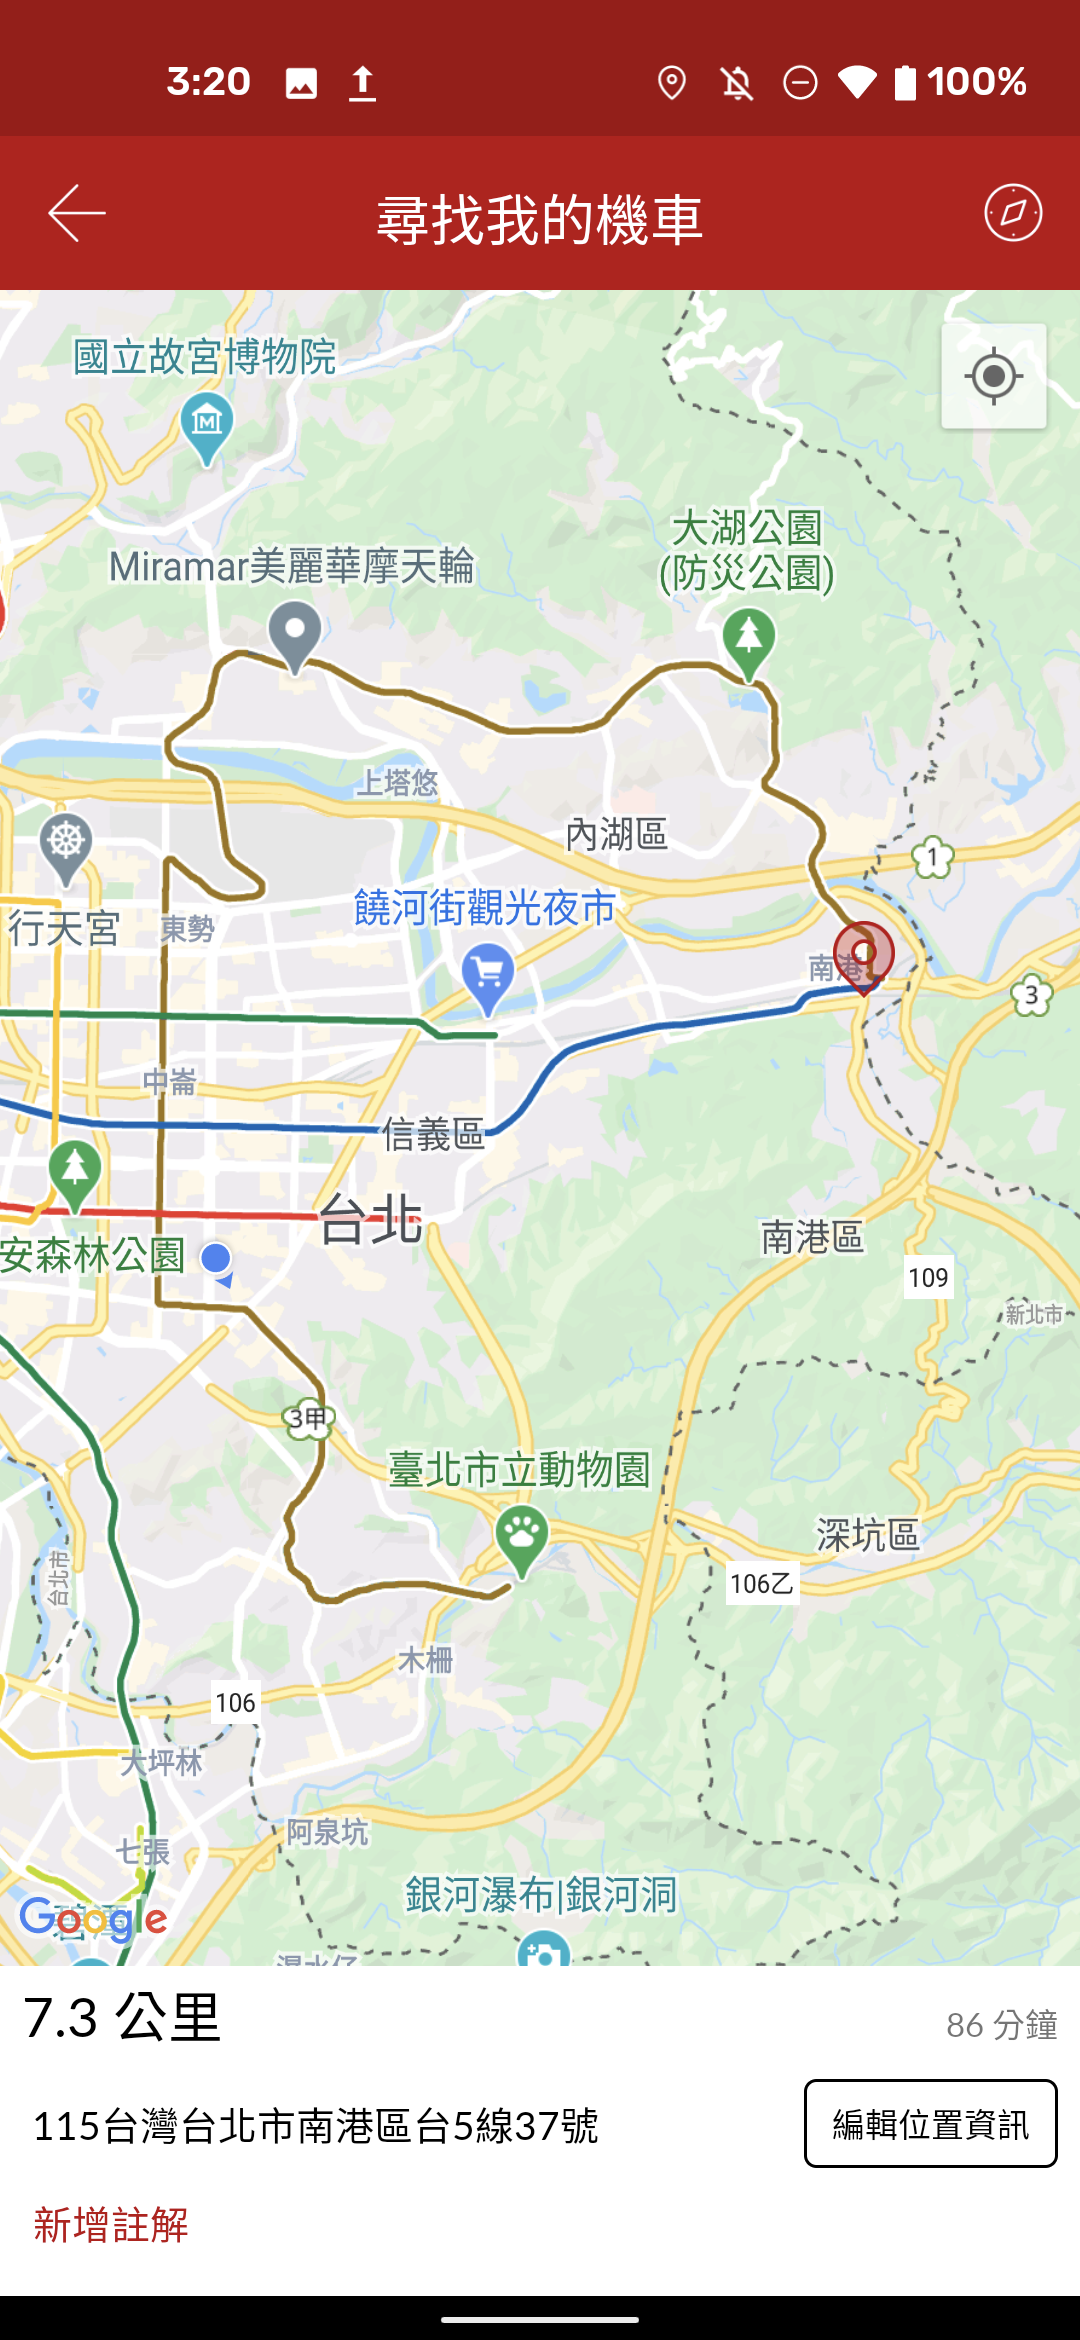 3:20
100%
尋找我的機車
國立故宮博物院
Miramar美麗華摩天輪
大湖公園
(防災公園)
上塔悠
內湖區
1
饒河街觀光夜市
行天宮
東勢
南港
3
中崙
信義區
台北
南港區
安森林公園
109
新北市
3甲
臺北市立動物園
深坑區
106乙
台北市
木柵
106
大坪林
阿泉坑
七張
銀河瀑布|銀河洞
Google
7.3 公里
86 分鐘
115台灣台北市南港區台5線37號
編輯位置資訊
新增註解